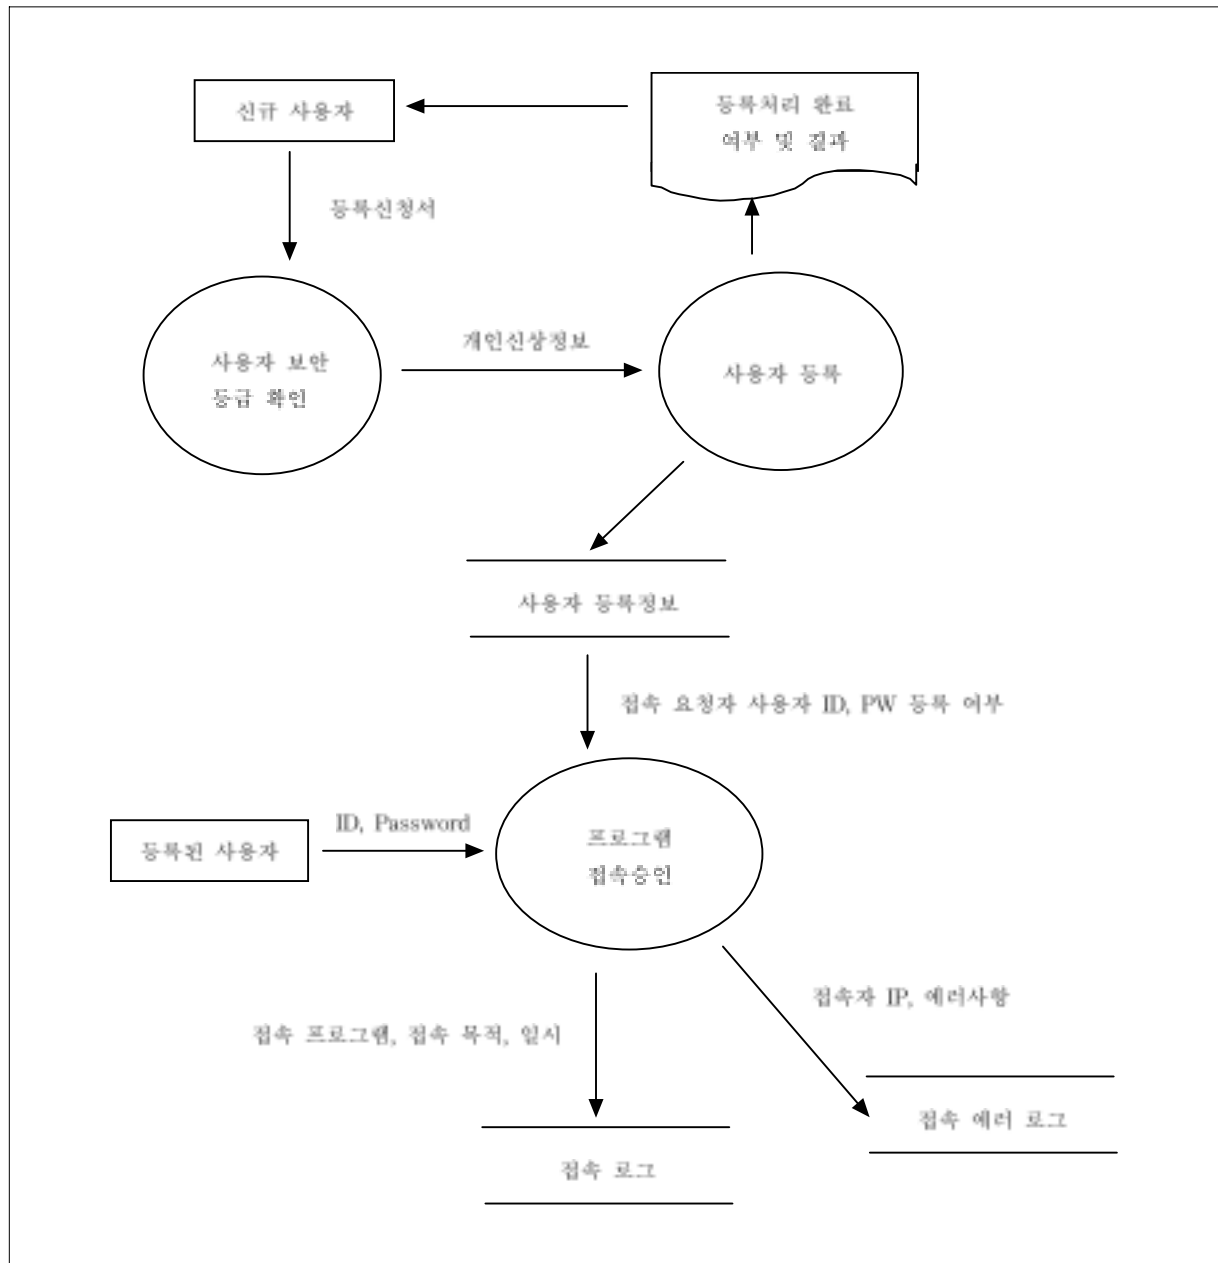 신규 사용자
등록처리 완료
여부 및 결과
등록신청서
사용자 보안
등급 확인
개인신상정보
사용자 등록
사용자 등록정보
접속 요청자 사용자 ID, PW 등록 여부
등록된 사용자
ID, Password
프로그램
접속승인
접속자 IP, 에러사항
접속 프로그램, 접속 목적, 일시
접속 에러 로그
접속 로그